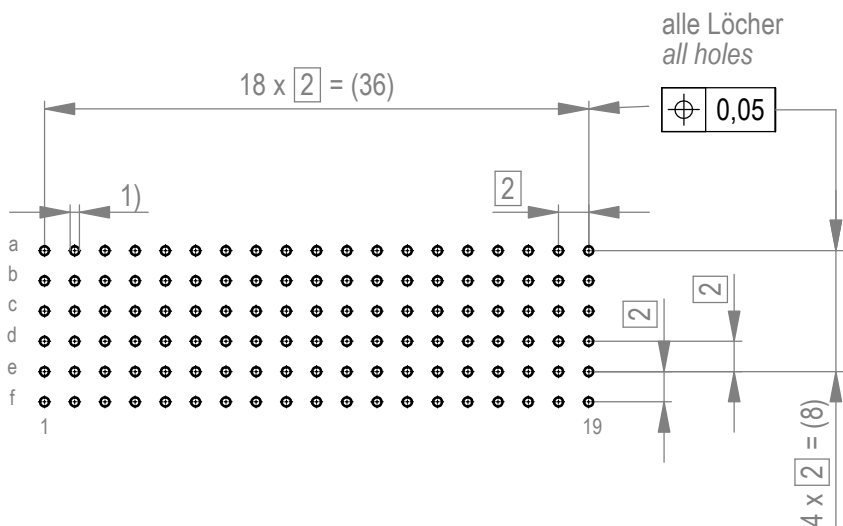 alle Löcher
all holes
18 x 2 = (36)
0,05
1)
2
a
b
c
d
e
f
2
2
1
19
4 x 2 = (8)